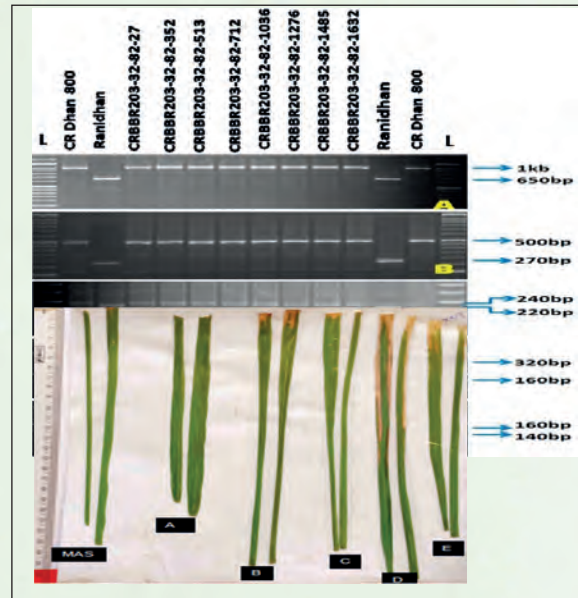 L
CR Dhan 800
Ranidhan
CRBBR203-32-82-27
CRBBR203-32-82-352
CRBBR203-32-82-513
CRBBR203-32-82-712
CRBBR203-32-82-1036
CRBBR203-32-82-1276
CRBBR203-32-82-1485
CRBBR203-32-82-1632
Ranidhan
CR Dhan 800
L
1kb
650bp
A
500bp
270bp
B
240bp
220bp
320bp
160bp
160bp
140bp
MAS
A
B
C
D
E